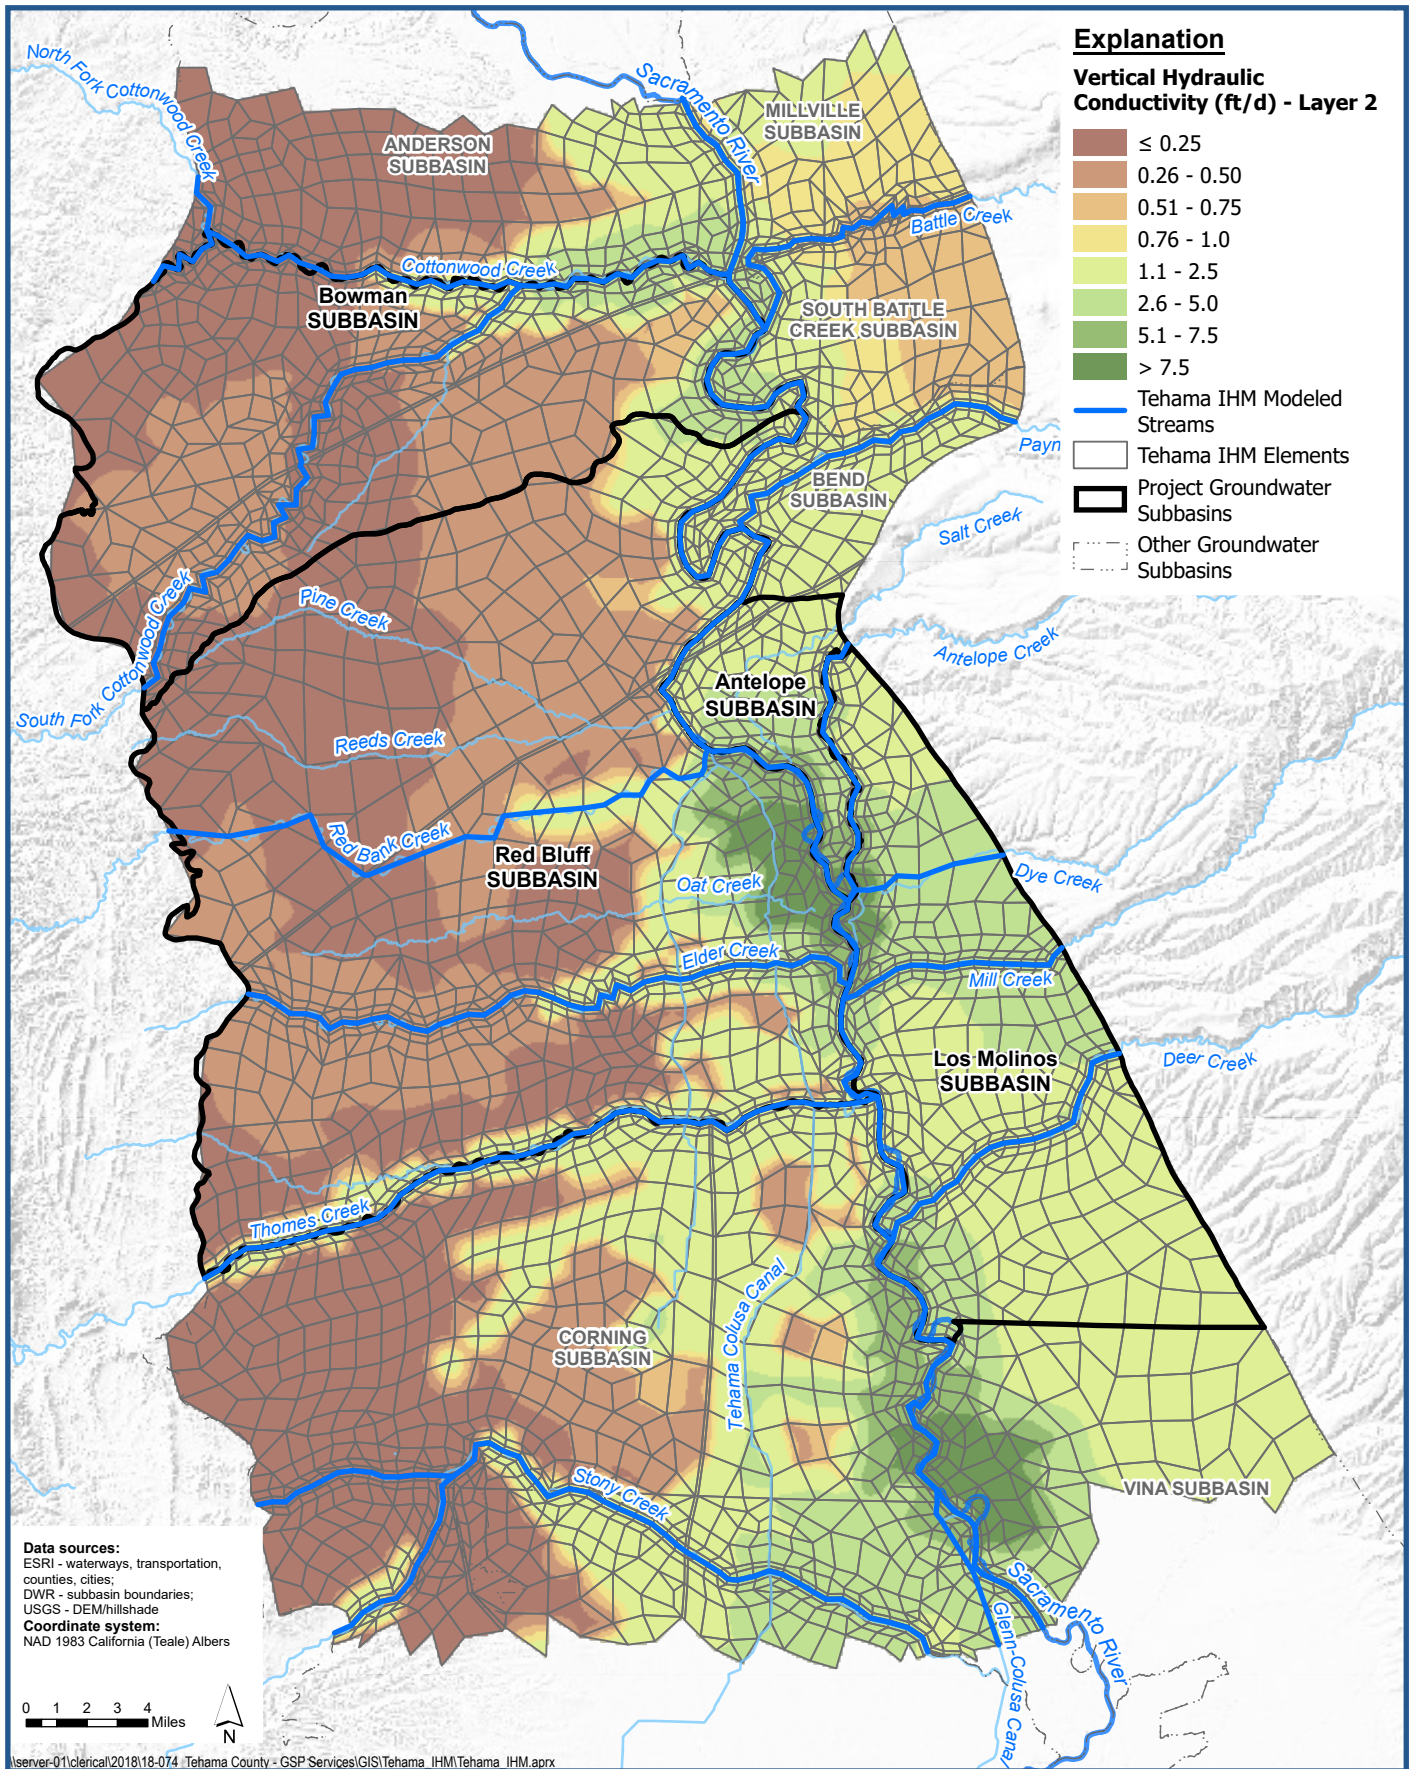 Explanation
Vertical Hydraulic
Conductivity (ft/d) - Layer 2
≤ 0.25
0.26 - 0.50
0.51 - 0.75
0.76 - 1.0
1.1 - 2.5
2.6 - 5.0
5.1 - 7.5
> 7.5
Tehama IHM Modeled
Streams
Tehama IHM Elements
Project Groundwater
Subbasins
Other Groundwater
Subbasins
North Fork Cottonwood Creek
Sacramento River
MILLVILLE
SUBBASIN
ANDERSON
SUBBASIN
Battle Creek
Cottonwood Creek
Bowman
SUBBASIN
SOUTH BATTLE
CREEK SUBBASIN
Payn
BEND
SUBBASIN
Salt Creek
Pine Creek
South Fork Cottonwood Creek
Antelope Creek
Antelope
SUBBASIN
Reeds Creek
Red Bank Creek
Red Bluff
SUBBASIN
Oat Creek
Dye Creek
Elder Creek
Mill Creek
Los Molinos
SUBBASIN
Deer Creek
Thomes Creek
Tehama Colusa Canal
CORNING
SUBBASIN
Stony Creek
VINA SUBBASIN
Sacramento River
Glenn-Colusa Canal
Data sources:
ESRI - waterways, transportation,
counties, cities;
DWR - subbasin boundaries;
USGS - DEM/hillshade
Coordinate system:
NAD 1983 California (Teale) Albers
0 1 2 3 4
Miles
N
\\server-01\clerical\2018\18-074_Tehama County - GSP Services\GIS\Tehama_IHM\Tehama_IHM.aprx